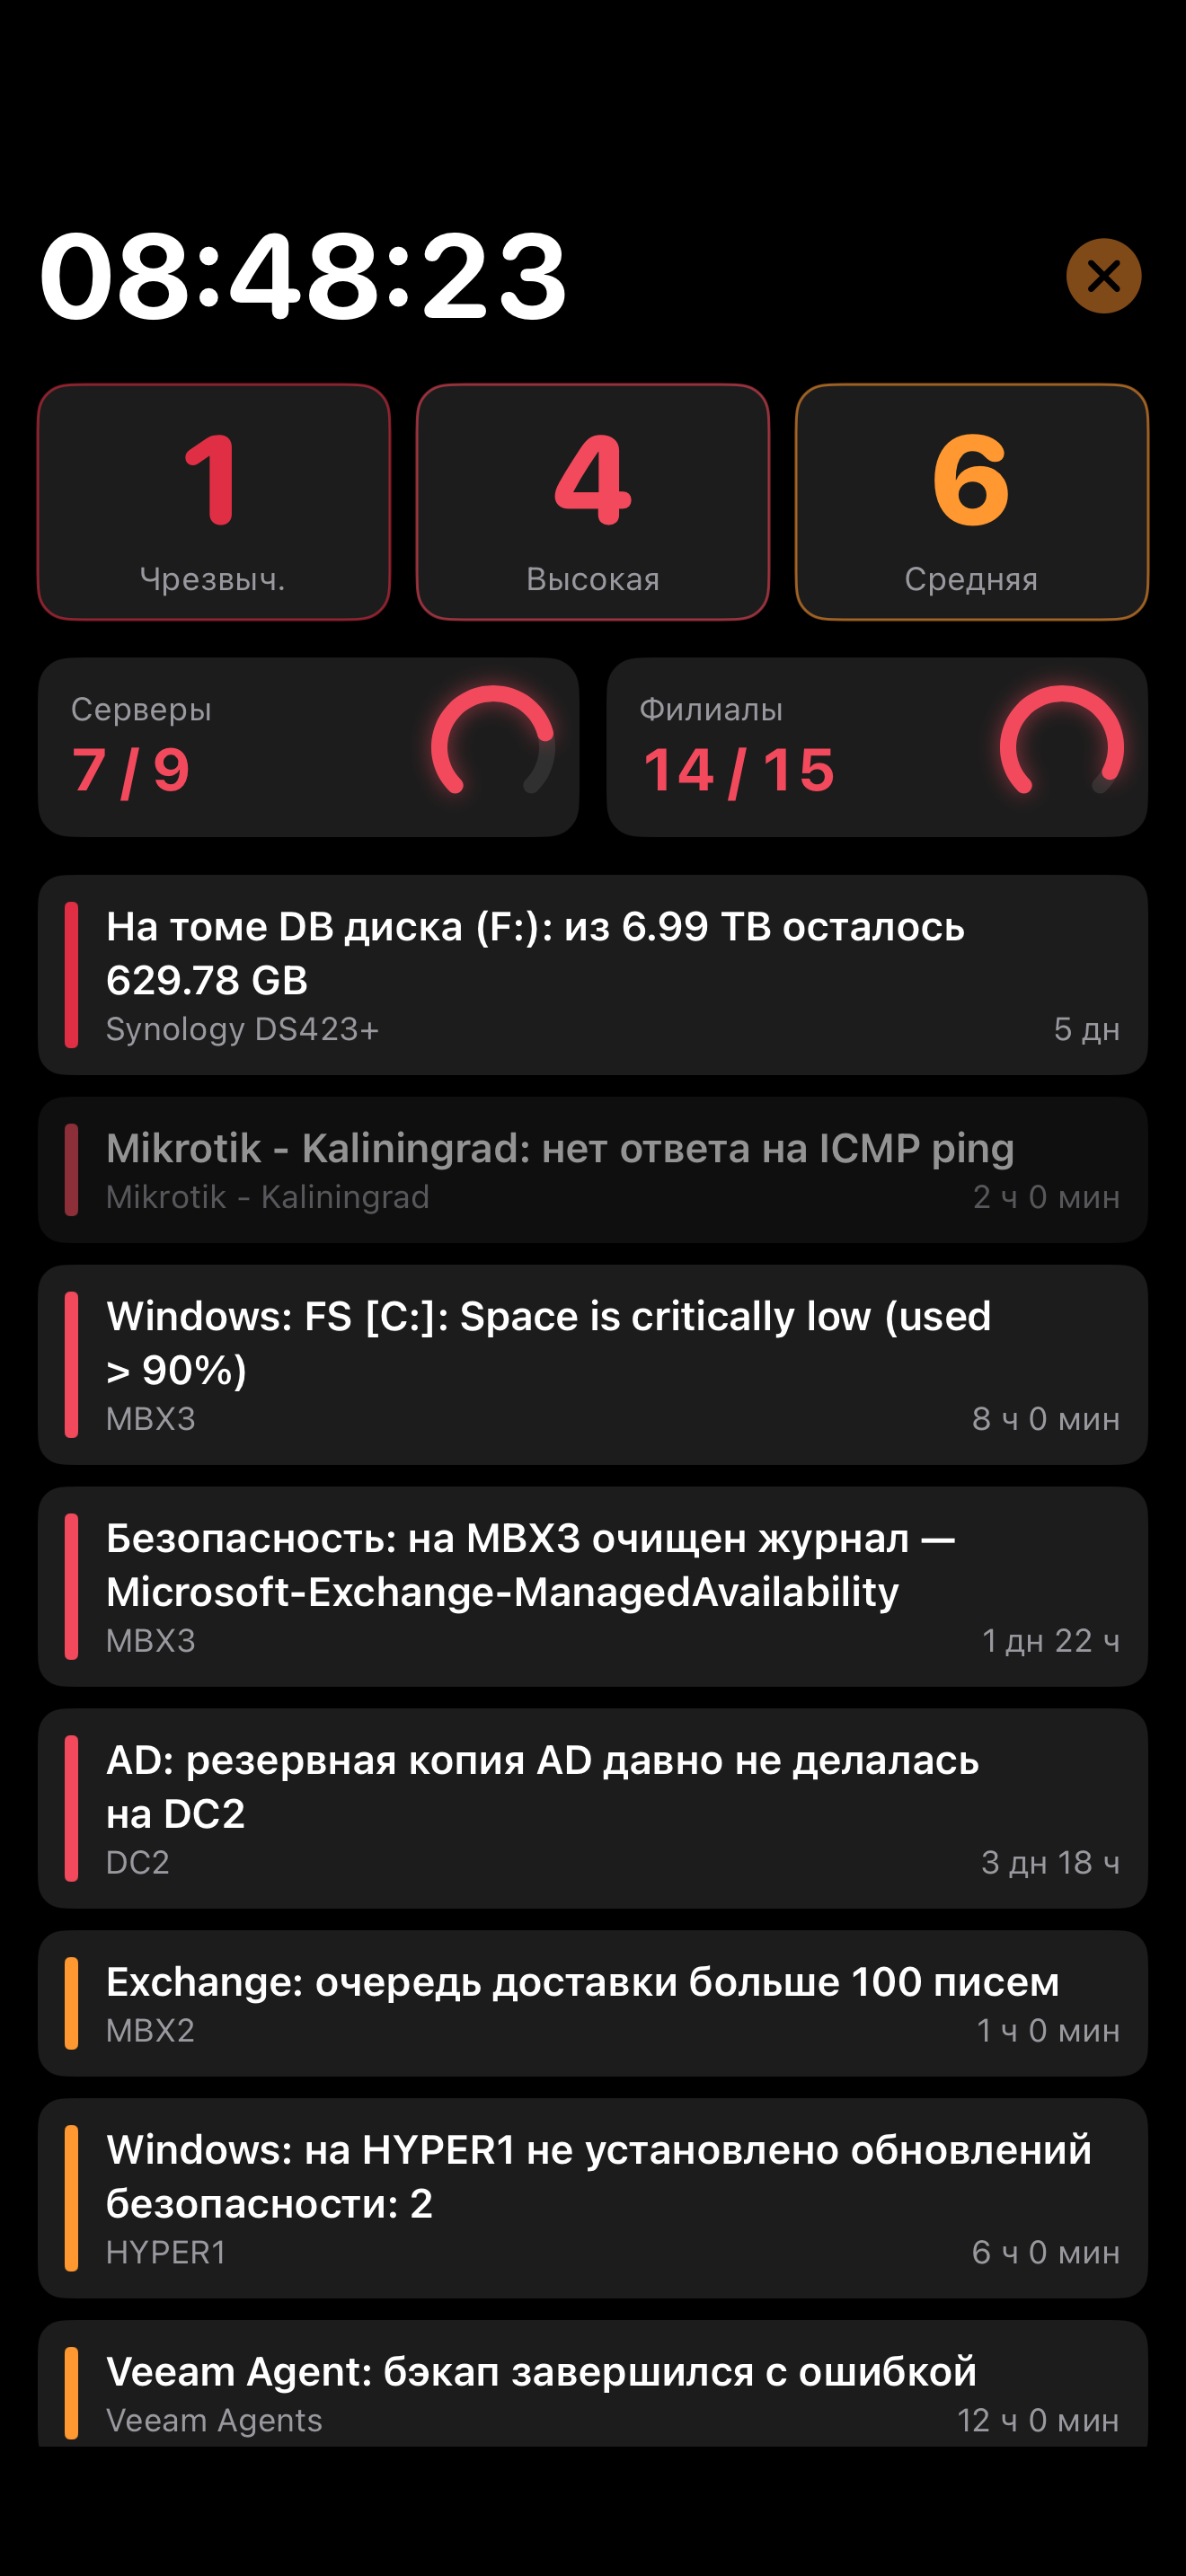 08:48:23
1
Чрезвыч.
4
Высокая
6
Средняя
Серверы
7 / 9
Филиалы
14 / 15
На томе DB диска (F:): из 6.99 TB осталось
629.78 GB
Synology DS423+
5 дн
Mikrotik - Kaliningrad: нет ответа на ICMP ping
Mikrotik - Kaliningrad
2 ч 0 мин
Windows: FS [C:]: Space is critically low (used
> 90%)
MBX3
8 ч 0 мин
Безопасность: на MBX3 очищен журнал —
Microsoft-Exchange-ManagedAvailability
MBX3
1 дн 22 ч
AD: резервная копия AD давно не делалась
на DC2
DC2
3 дн 18 ч
Exchange: очередь доставки больше 100 писем
MBX2
1 ч 0 мин
Windows: на HYPER1 не установлено обновлений
безопасности: 2
HYPER1
6 ч 0 мин
Veeam Agent: бэкап завершился с ошибкой
Veeam Agents
12 ч 0 мин